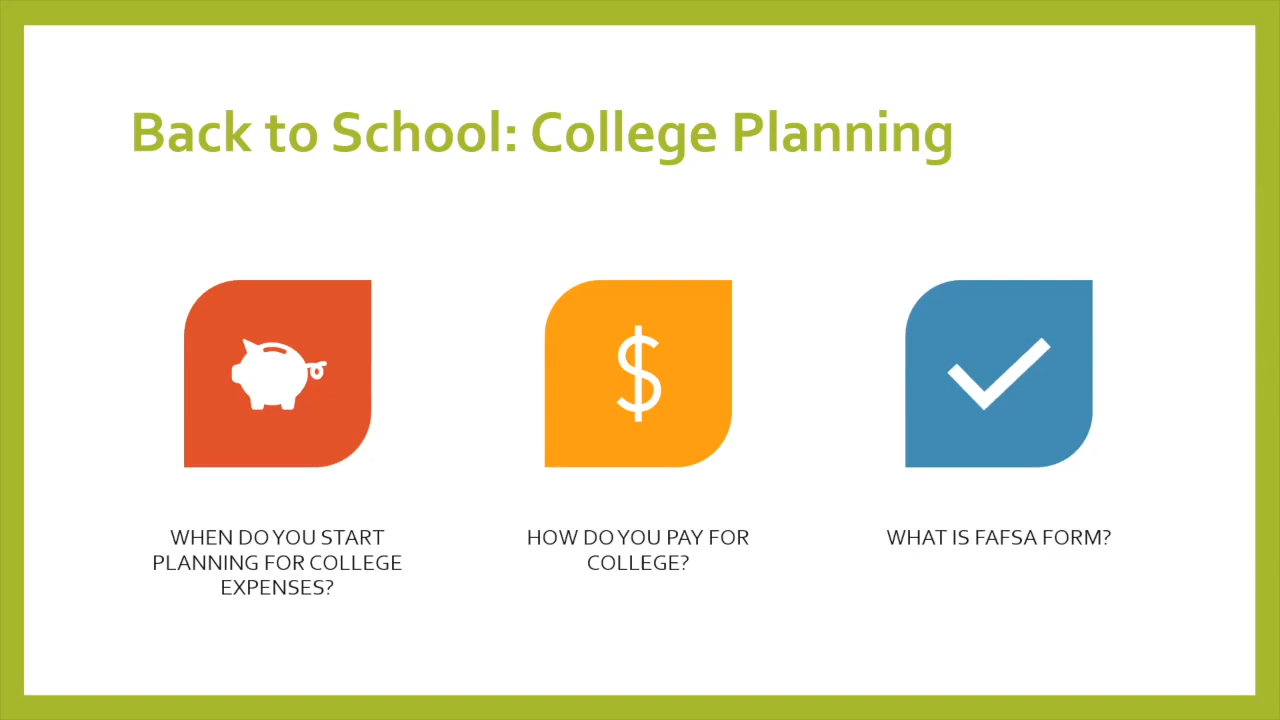 Back to School: College Planning
WHEN DO YOU START
PLANNING FOR COLLEGE
EXPENSES?
HOW DO YOU PAY FOR
COLLEGE?
WHAT IS FAFSA FORM?